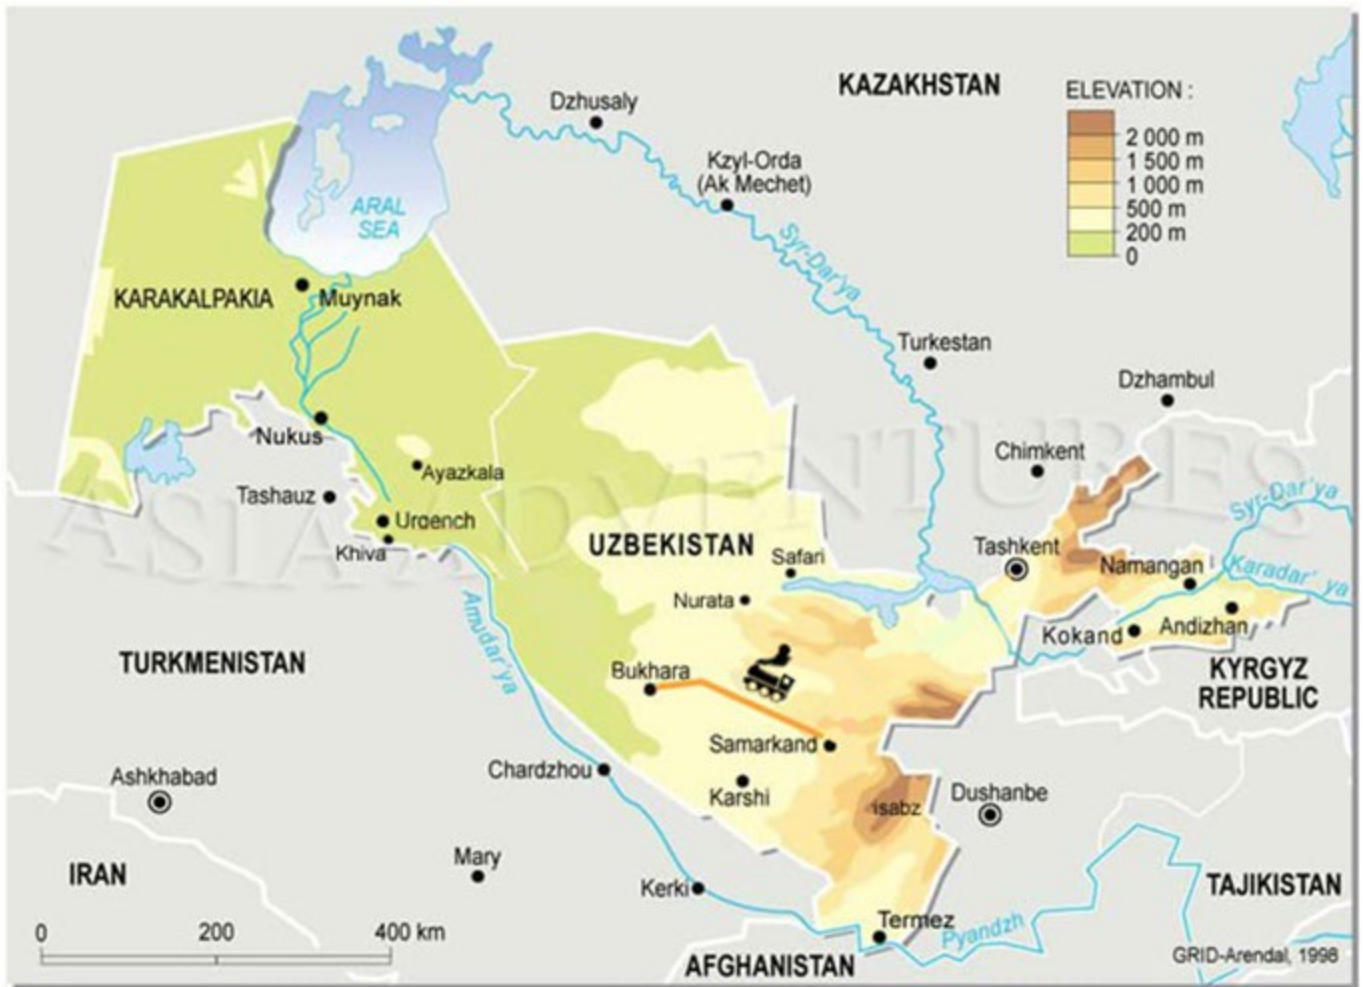 KAZAKHSTAN
ELEVATION :
2 000 m
1 500 m
1 000 m
500 m
200 m
0
Dzhusaly
Kzyl-Orda
(Ak Mechet)
ARAL
SEA
Syr-Dar'ya
KARAKALPAKIA
Muynak
Turkestan
Dzhambul
Nukus
Chimkent
Ayazkala
Tashauz
Syr-Dar'ya
ASIA ADVENTURES
Urgench
Khiva
UZBEKISTAN
Safari
Tashkent
Namangan
Karadar'ya
Nurata
Amudar'ya
Kokand
Andizhan
TURKMENISTAN
Bukhara
KYRGYZ
REPUBLIC
Samarkand
Chardzhou
Ashkhabad
Karshi
isabz
Dushanbe
Mary
IRAN
Kerki
TAJIKISTAN
Termez
Pyandzh
0 200 400 km
AFGHANISTAN
GRID-Arendal, 1998